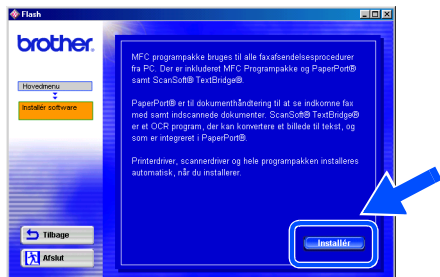 Flash
brother.
Hovedmenu
Installér software
MFC programpakke bruges til alle faxafsendelsesprocedurer
fra PC. Der er inkluderet MFC Programpakke og PaperPort®
samt ScanSoft® TextBridge®.
PaperPort® er til dokumenthåndtering til at se indkomne fax
med samt indscannede dokumenter. ScanSoft® TextBridge®
er et OCR program, der kan konvertere et billede til tekst, og
som er integreret i PaperPort®.
Printerdriver, scannerdriver og hele programpakken installeres
automatisk, når du installerer.
Installér
Tilbage
Afslut